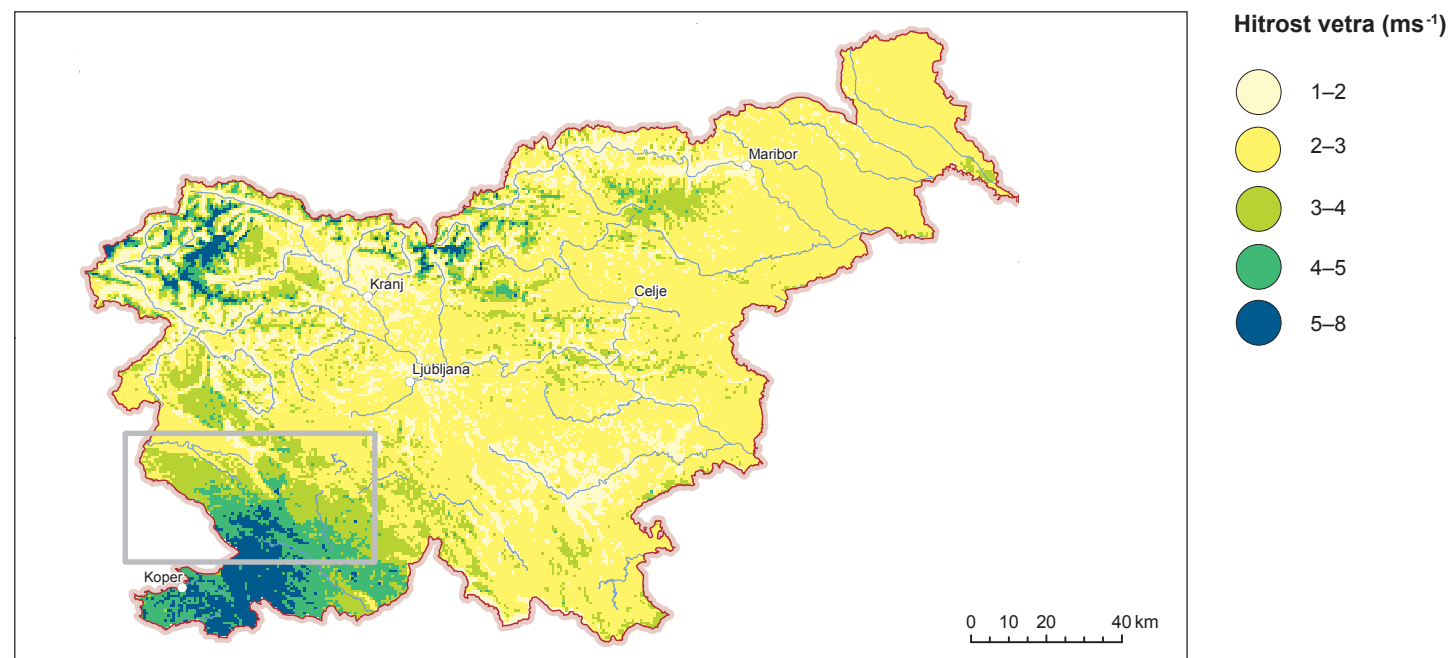 Hitrost vetra (ms⁻¹)
1–2
2–3
3–4
4–5
5–8
Maribor
Kranj
Celje
Ljubljana
Koper
0 10 20 40 km